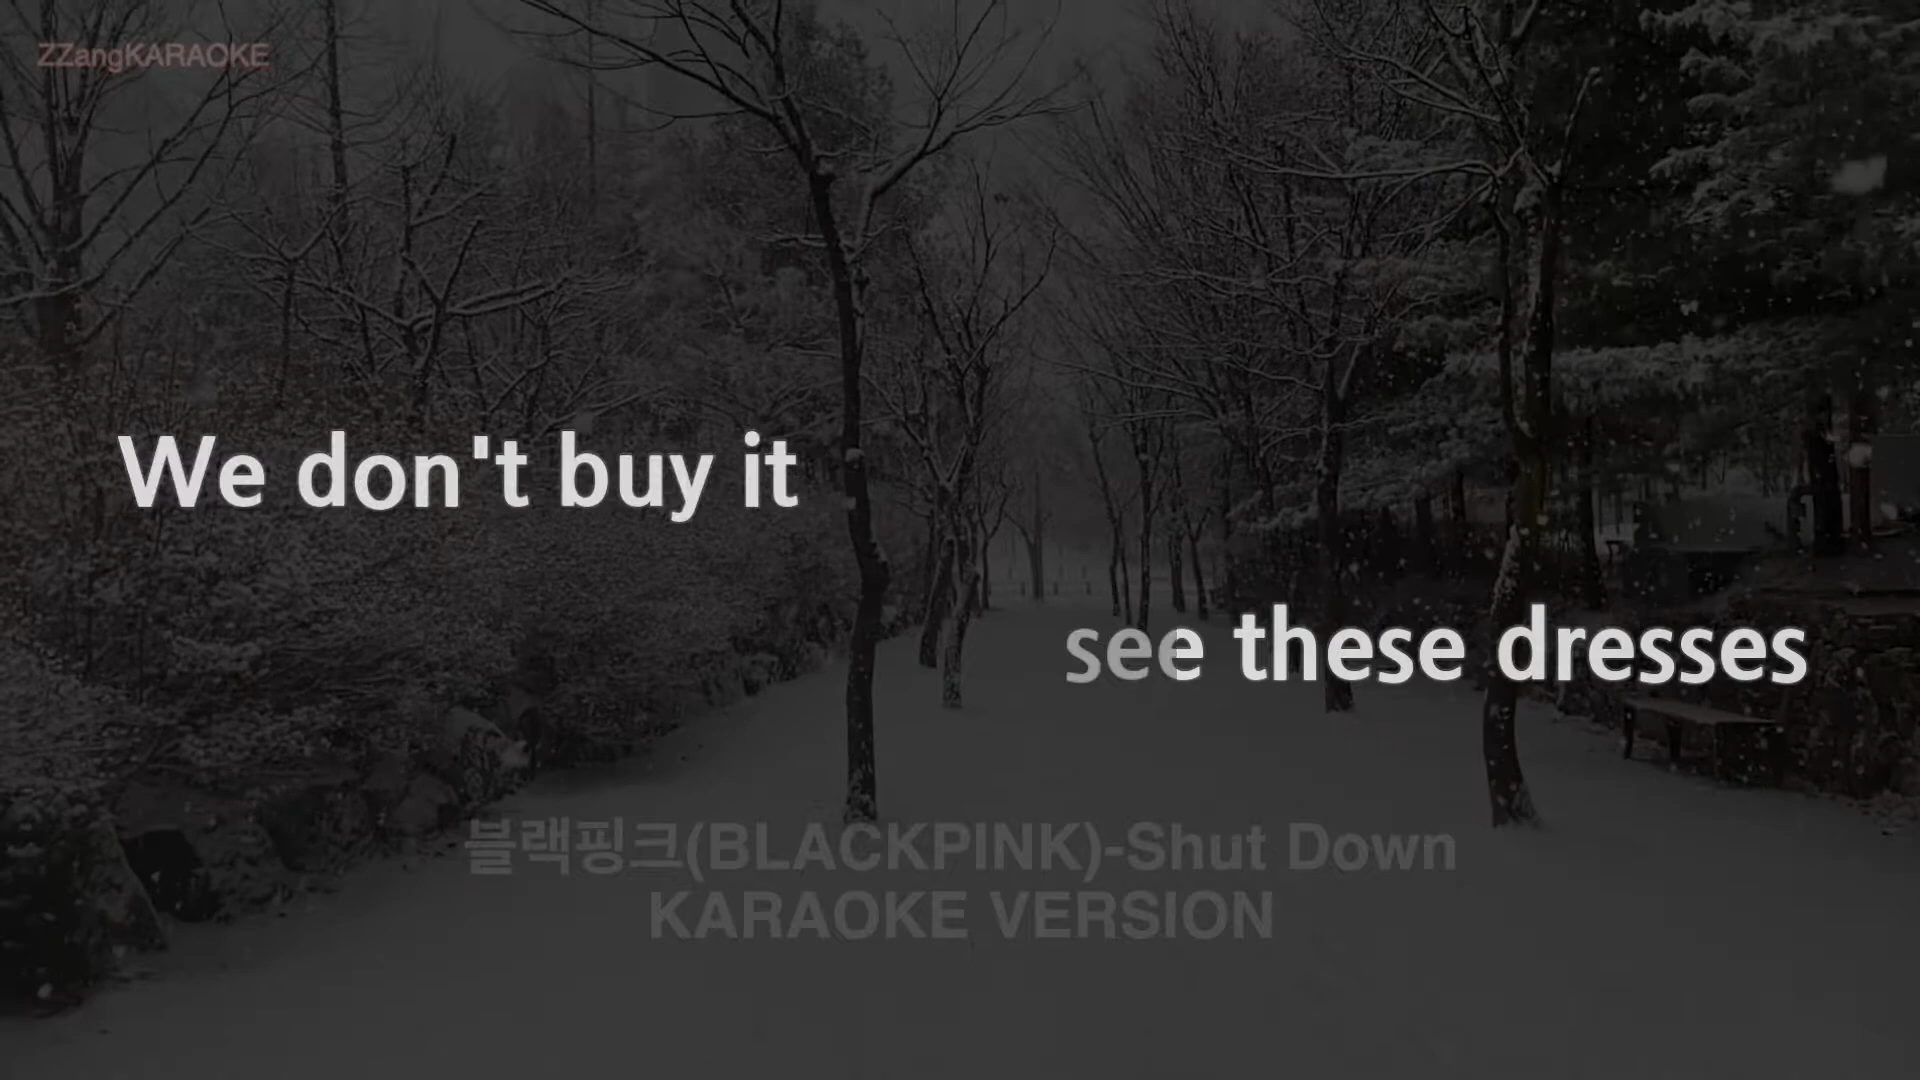 ZZangKARAOKE
We don't buy it
see these dresses
블랙핑크(BLACKPINK)-Shut Down
KARAOKE VERSION